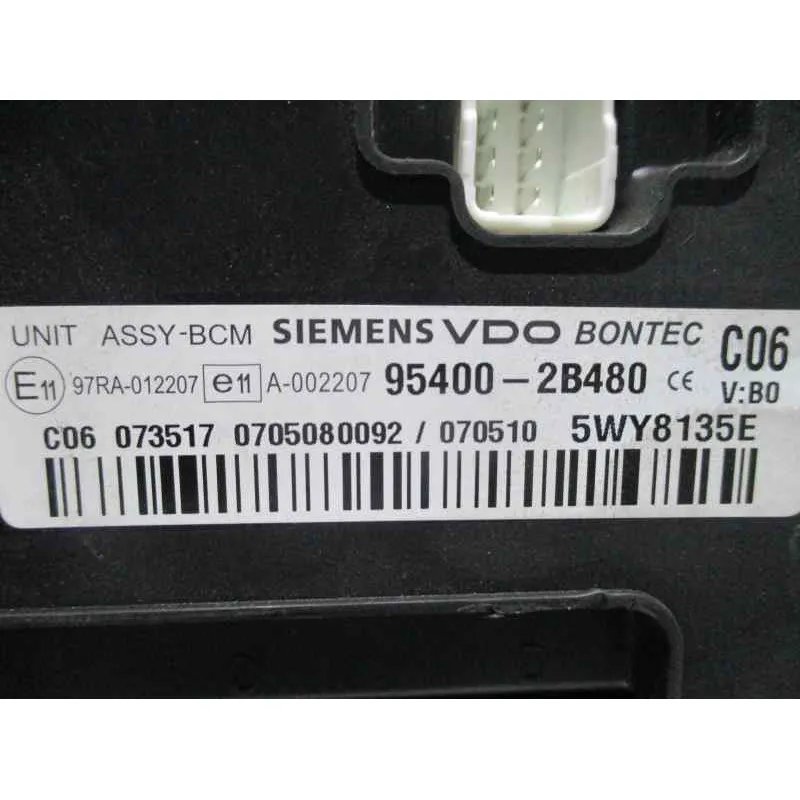 UNIT ASSY-BCM SIEMENS VDO BONTEC C06
E11 97RA-012207 e11 A-002207 95400-2B480 CE V:B0
C06 073517 0705080092 / 070510 5WY8135E